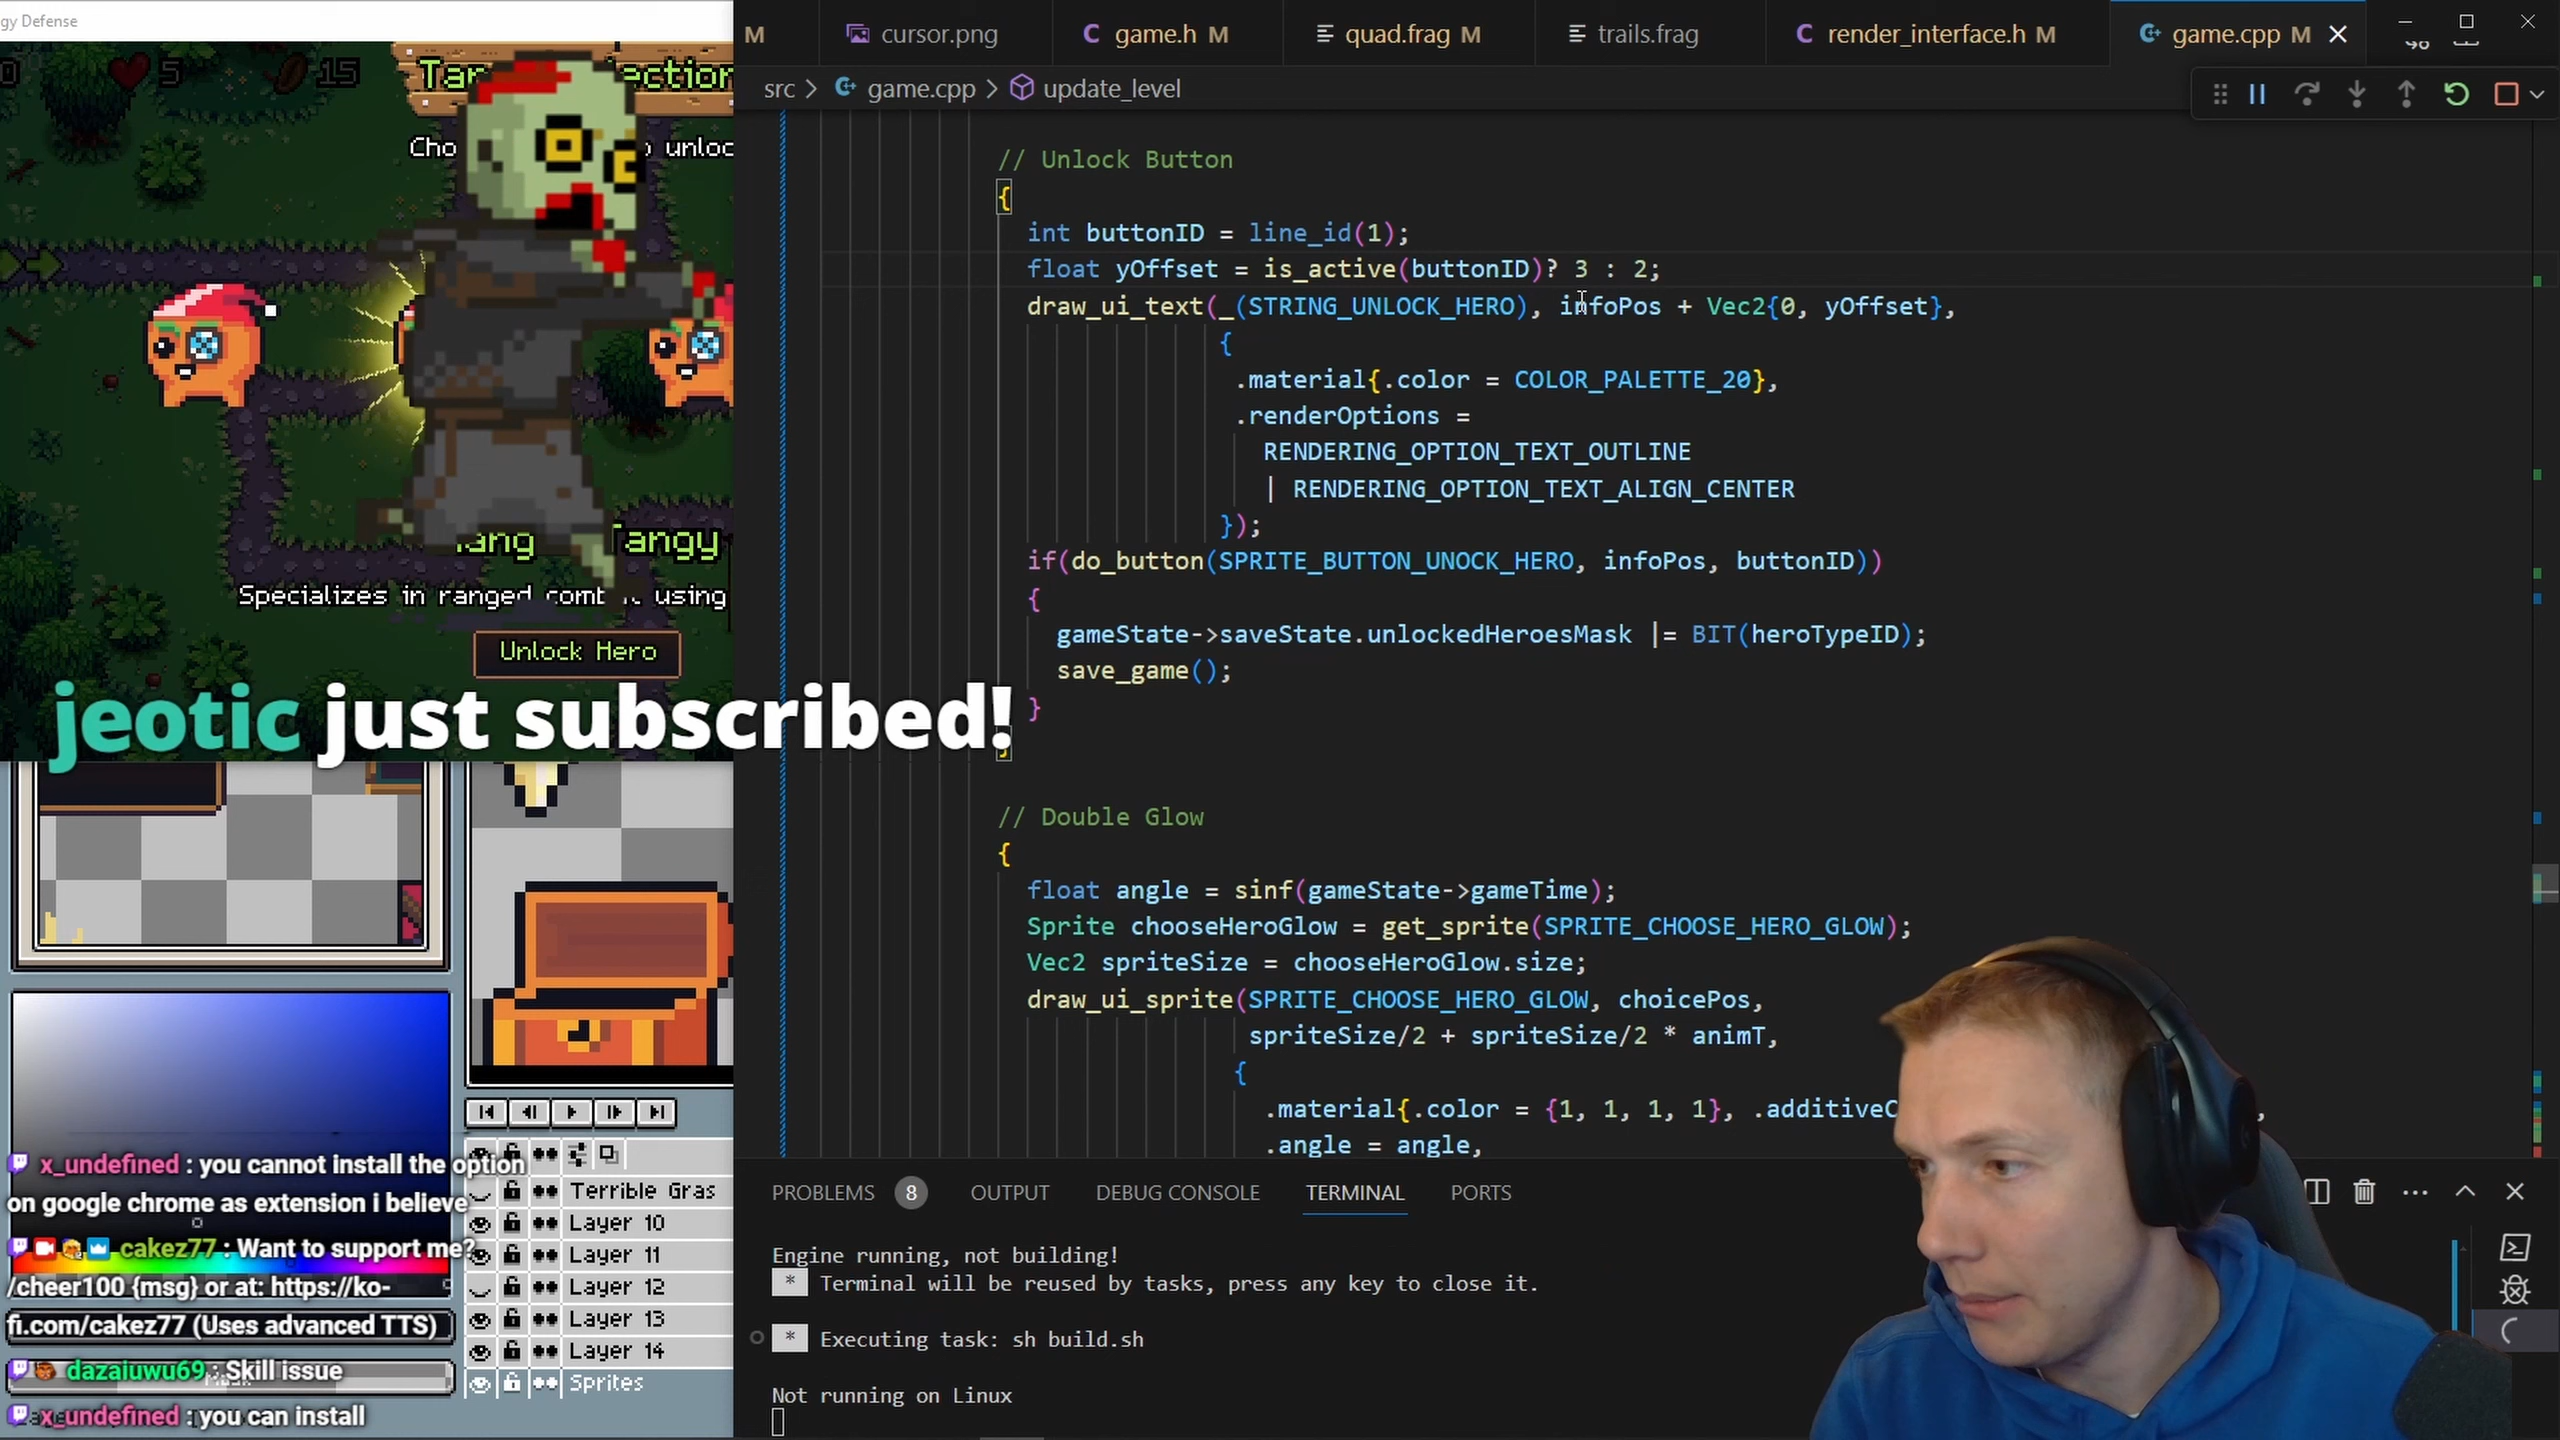 gy Defense
5
15
Cho
unloc
ang
angy
Specializes in ranged comb
using
Unlock Hero
jeotic just subscribed!
M
cursor.png
game.h M
quad.frag M
trails.frag
render_interface.h M
game.cpp M
src > game.cpp > update_level
// Unlock Button
{
int buttonID = line_id(1);
float yOffset = is_active(buttonID)? 3 : 2;
draw_ui_text(_(STRING_UNLOCK_HERO), infoPos + Vec2{0, yOffset},
{
.material{.color = COLOR_PALETTE_20},
.renderOptions =
RENDERING_OPTION_TEXT_OUTLINE
| RENDERING_OPTION_TEXT_ALIGN_CENTER
});
if(do_button(SPRITE_BUTTON_UNOCK_HERO, infoPos, buttonID))
{
gameState->saveState.unlockedHeroesMask |= BIT(heroTypeID);
save_game();
}
}
// Double Glow
{
float angle = sinf(gameState->gameTime);
Sprite chooseHeroGlow = get_sprite(SPRITE_CHOOSE_HERO_GLOW);
Vec2 spriteSize = chooseHeroGlow.size;
draw_ui_sprite(SPRITE_CHOOSE_HERO_GLOW, choicePos,
spriteSize/2 + spriteSize/2 * animT,
{
.material{.color = {1, 1, 1, 1}, .additiveC
.angle = angle,
PROBLEMS 8 OUTPUT DEBUG CONSOLE TERMINAL PORTS
Engine running, not building!
* Terminal will be reused by tasks, press any key to close it.
* Executing task: sh build.sh
Not running on Linux
Terrible Gras
Layer 10
Layer 11
Layer 12
Layer 13
Layer 14
Sprites
x_undefined : you cannot install the option
on google chrome as extension i believe
cakez77 : Want to support me?
/cheer100 {msg} or at: https://ko-
fi.com/cakez77 (Uses advanced TTS)
dazaiuwu69 : Skill issue
x_undefined : you can install